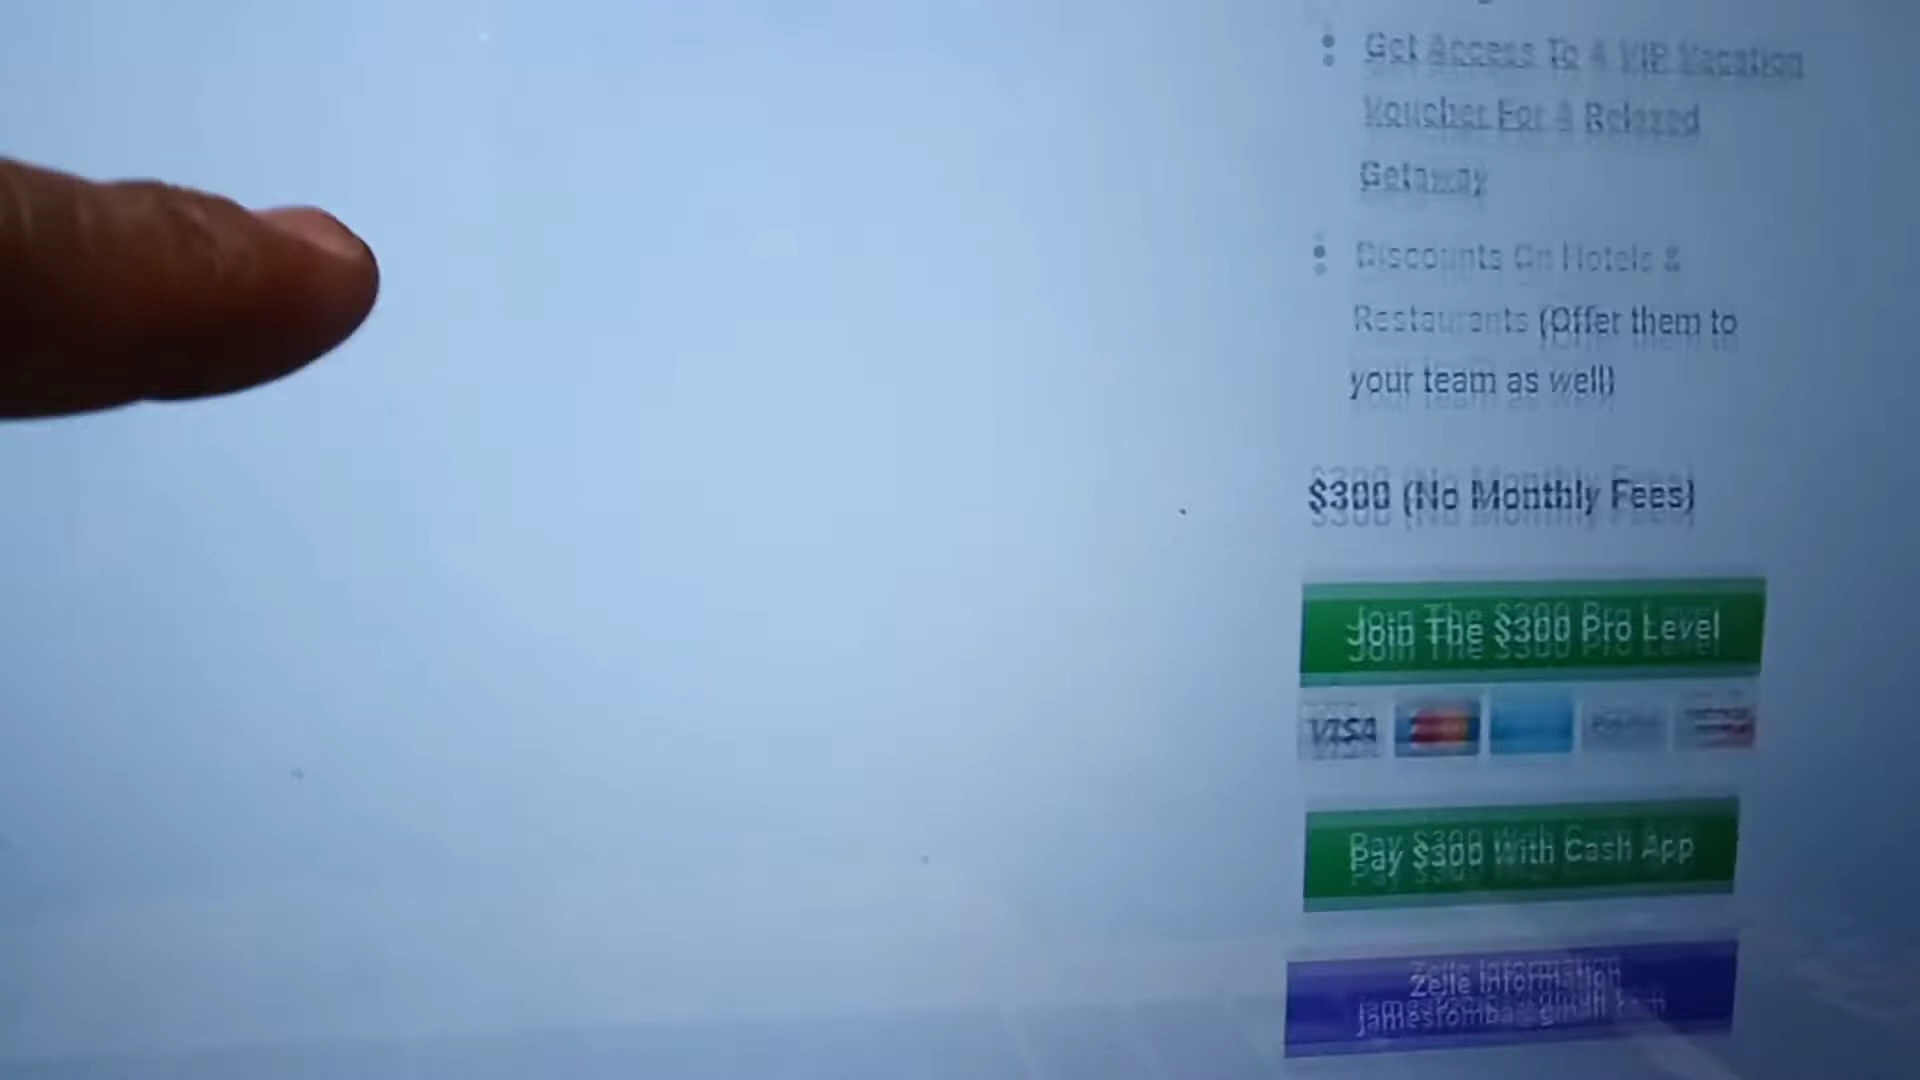 Get Access To A VIP Vacation
Voucher For A Relaxed
Getaway
Discounts On Hotels &
Restaurants (Offer them to
your team as well)
$300 (No Monthly Fees)
Join The $300 Pro Level
VISA
Pay $300 With Cash App
Zelle Information